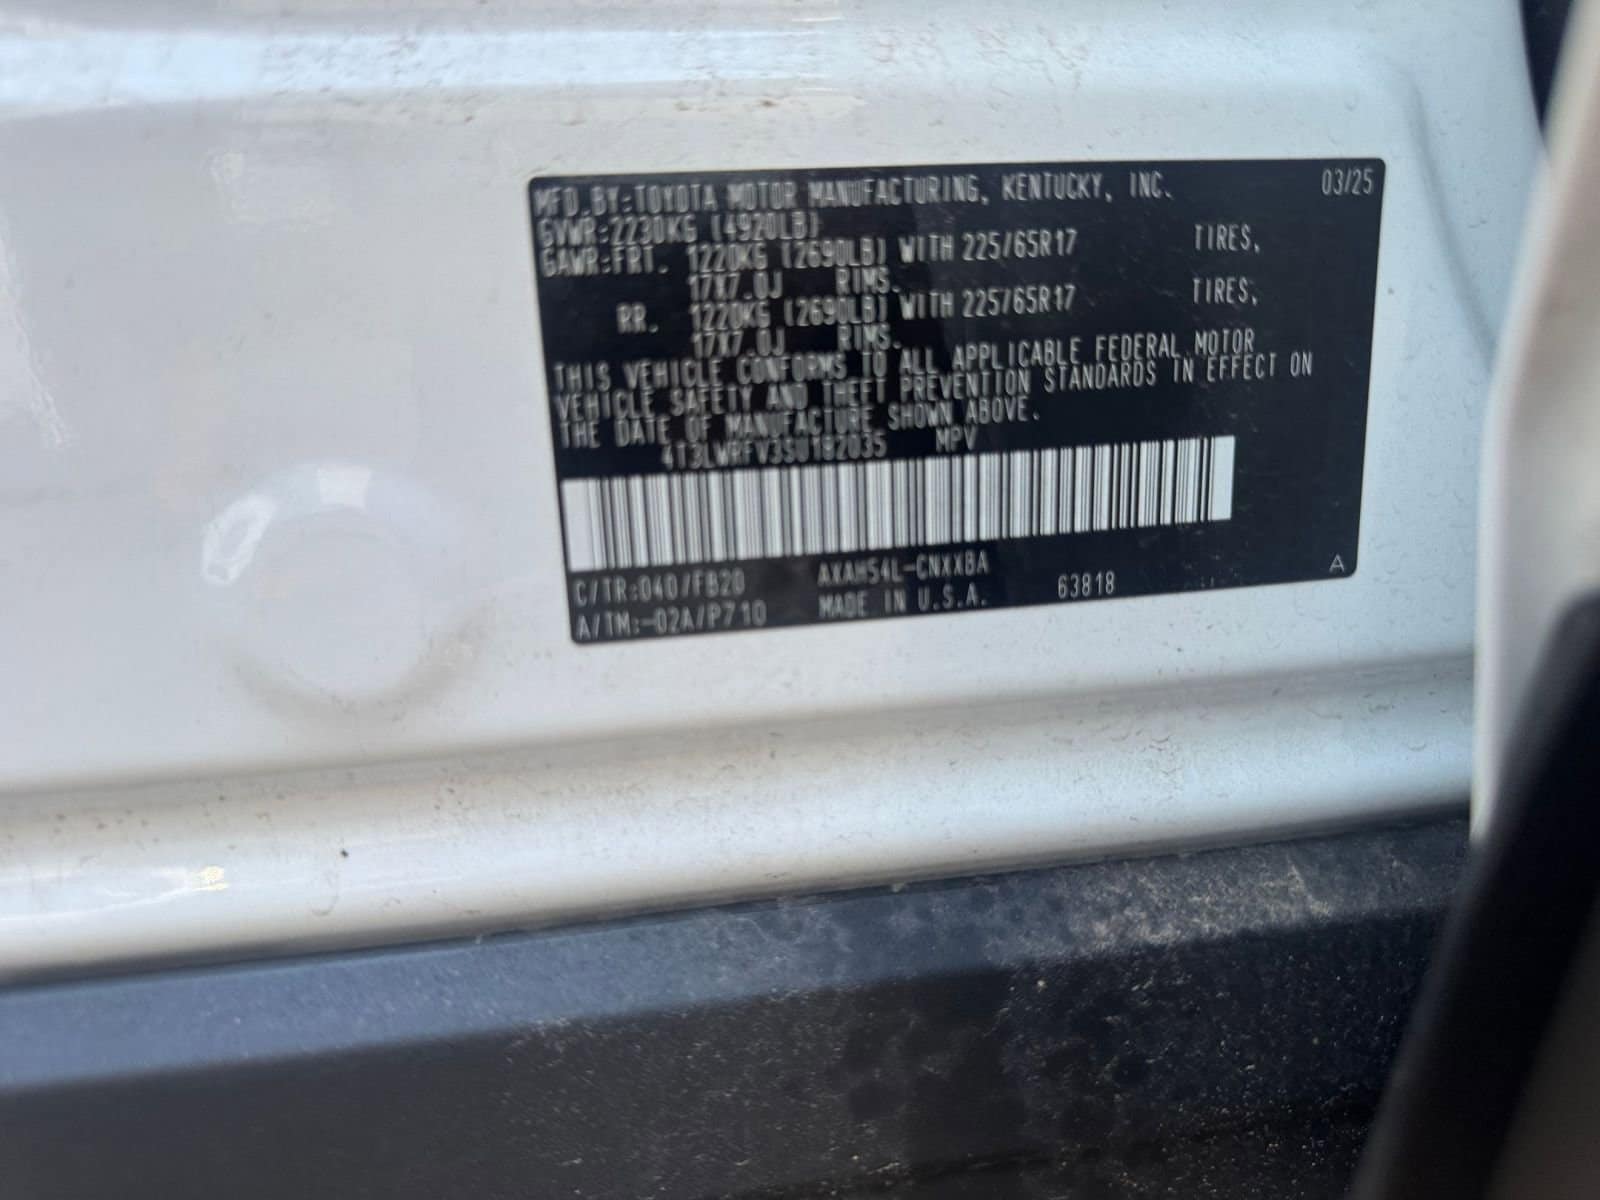 MFD.BY:TOYOTA MOTOR MANUFACTURING, KENTUCKY, INC. 03/25
GVWR:2230KG (4920LB)
GAWR:FRT. 1220KG (2690LB) WITH 225/65R17 TIRES,
17X7.0J RIMS.
RR. 1220KG (2690LB) WITH 225/65R17 TIRES,
17X7.0J RIMS.
THIS VEHICLE CONFORMS TO ALL APPLICABLE FEDERAL MOTOR
VEHICLE SAFETY AND THEFT PREVENTION STANDARDS IN EFFECT ON
THE DATE OF MANUFACTURE SHOWN ABOVE.
4T3LWRFV3SU182035 MPV
C/TR:040/FB20 AXAH54L-CNXXBA
A/TM:-02A/P710 MADE IN U.S.A. 63818 A